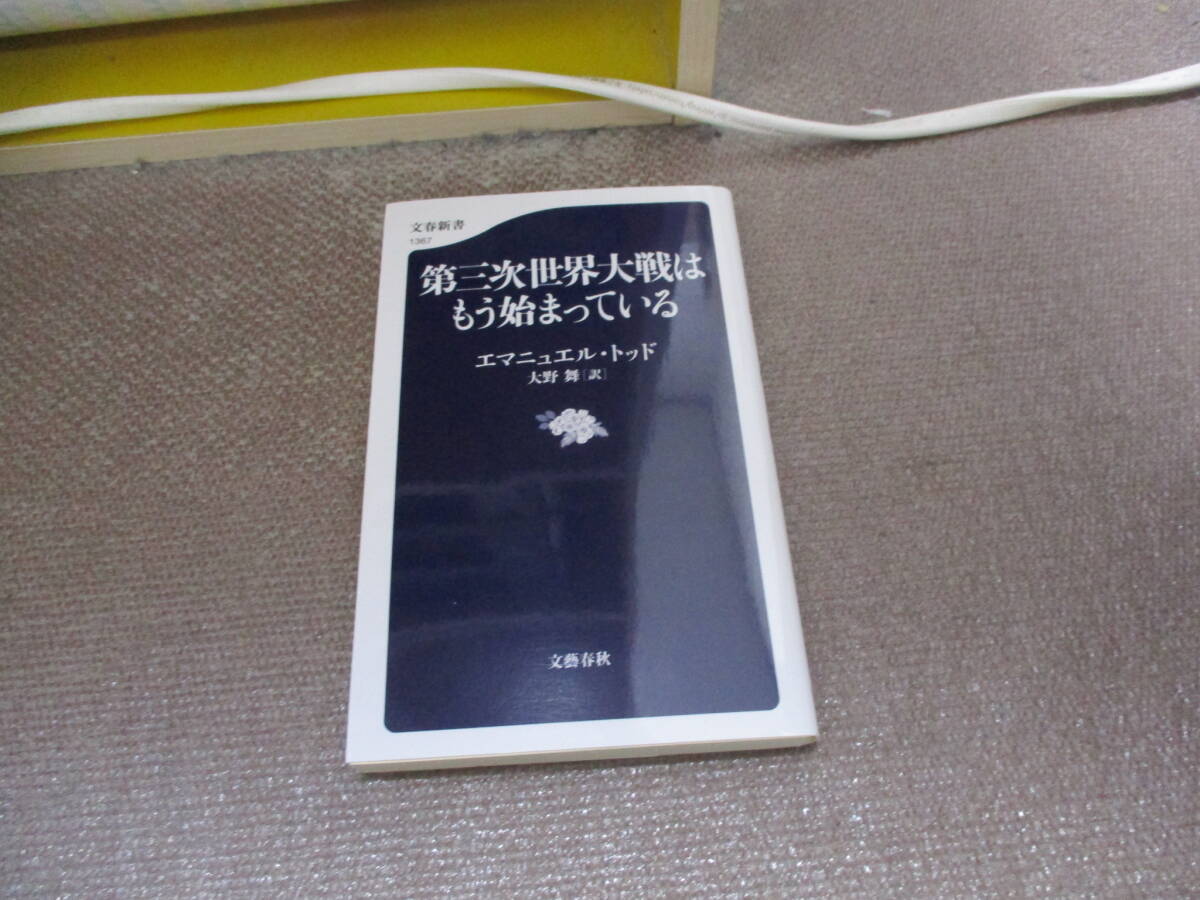 文春新書
1367
第三次世界大戦は
もう始まっている
エマニュエル・トッド
大野 舞[訳]
文藝春秋